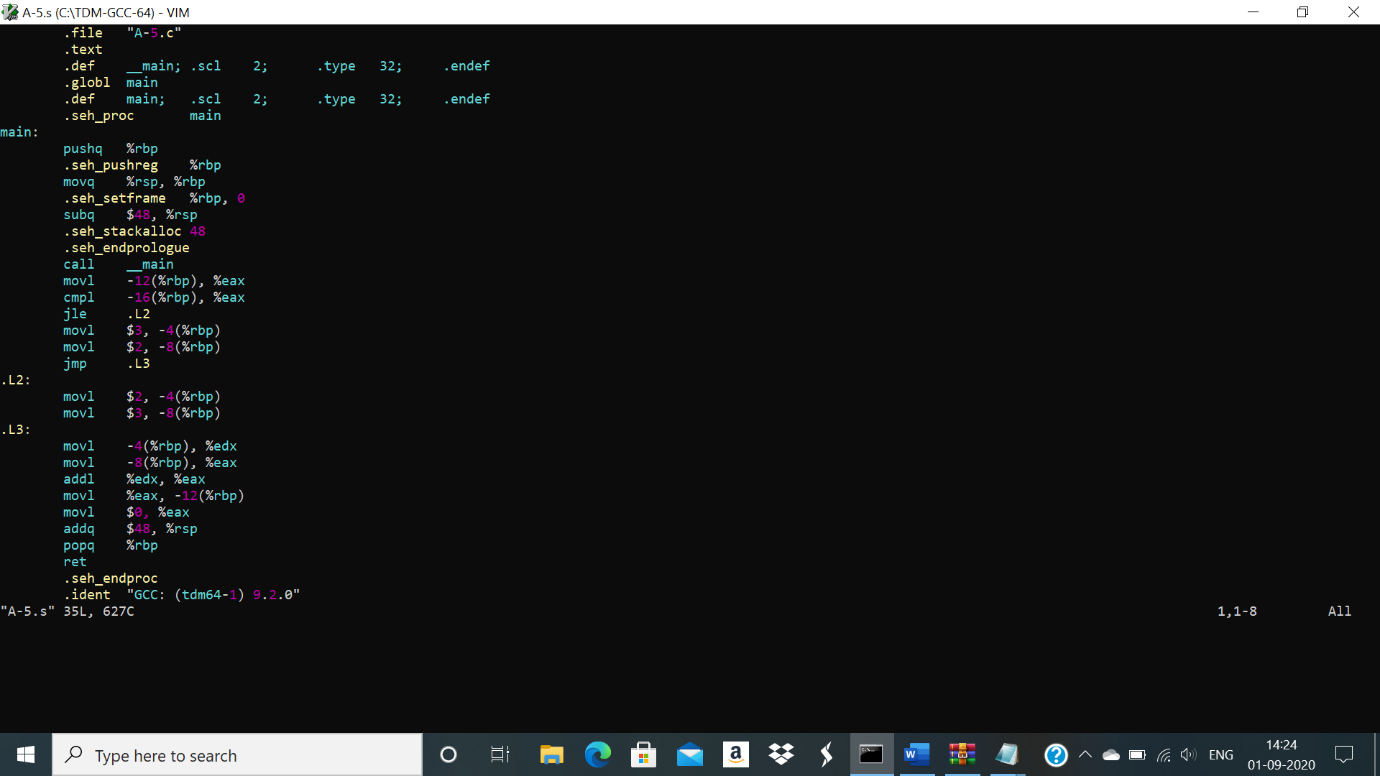 A-5.s (C:\TDM-GCC-64) - VIM
.file "A-5.c"
.text
.def __main; .scl 2; .type 32; .endef
.globl main
.def main; .scl 2; .type 32; .endef
.seh_proc main
main:
pushq %rbp
.seh_pushreg %rbp
movq %rsp, %rbp
.seh_setframe %rbp, 0
subq $48, %rsp
.seh_stackalloc 48
.seh_endprologue
call __main
movl -12(%rbp), %eax
cmpl -16(%rbp), %eax
jle .L2
movl $3, -4(%rbp)
movl $2, -8(%rbp)
jmp .L3
.L2:
movl $2, -4(%rbp)
movl $3, -8(%rbp)
.L3:
movl -4(%rbp), %edx
movl -8(%rbp), %eax
addl %edx, %eax
movl %eax, -12(%rbp)
movl $0, %eax
addq $48, %rsp
popq %rbp
ret
.seh_endproc
.ident "GCC: (tdm64-1) 9.2.0"
"A-5.s" 35L, 627C 1,1-8 All
Type here to search
ENG
14:24
01-09-2020